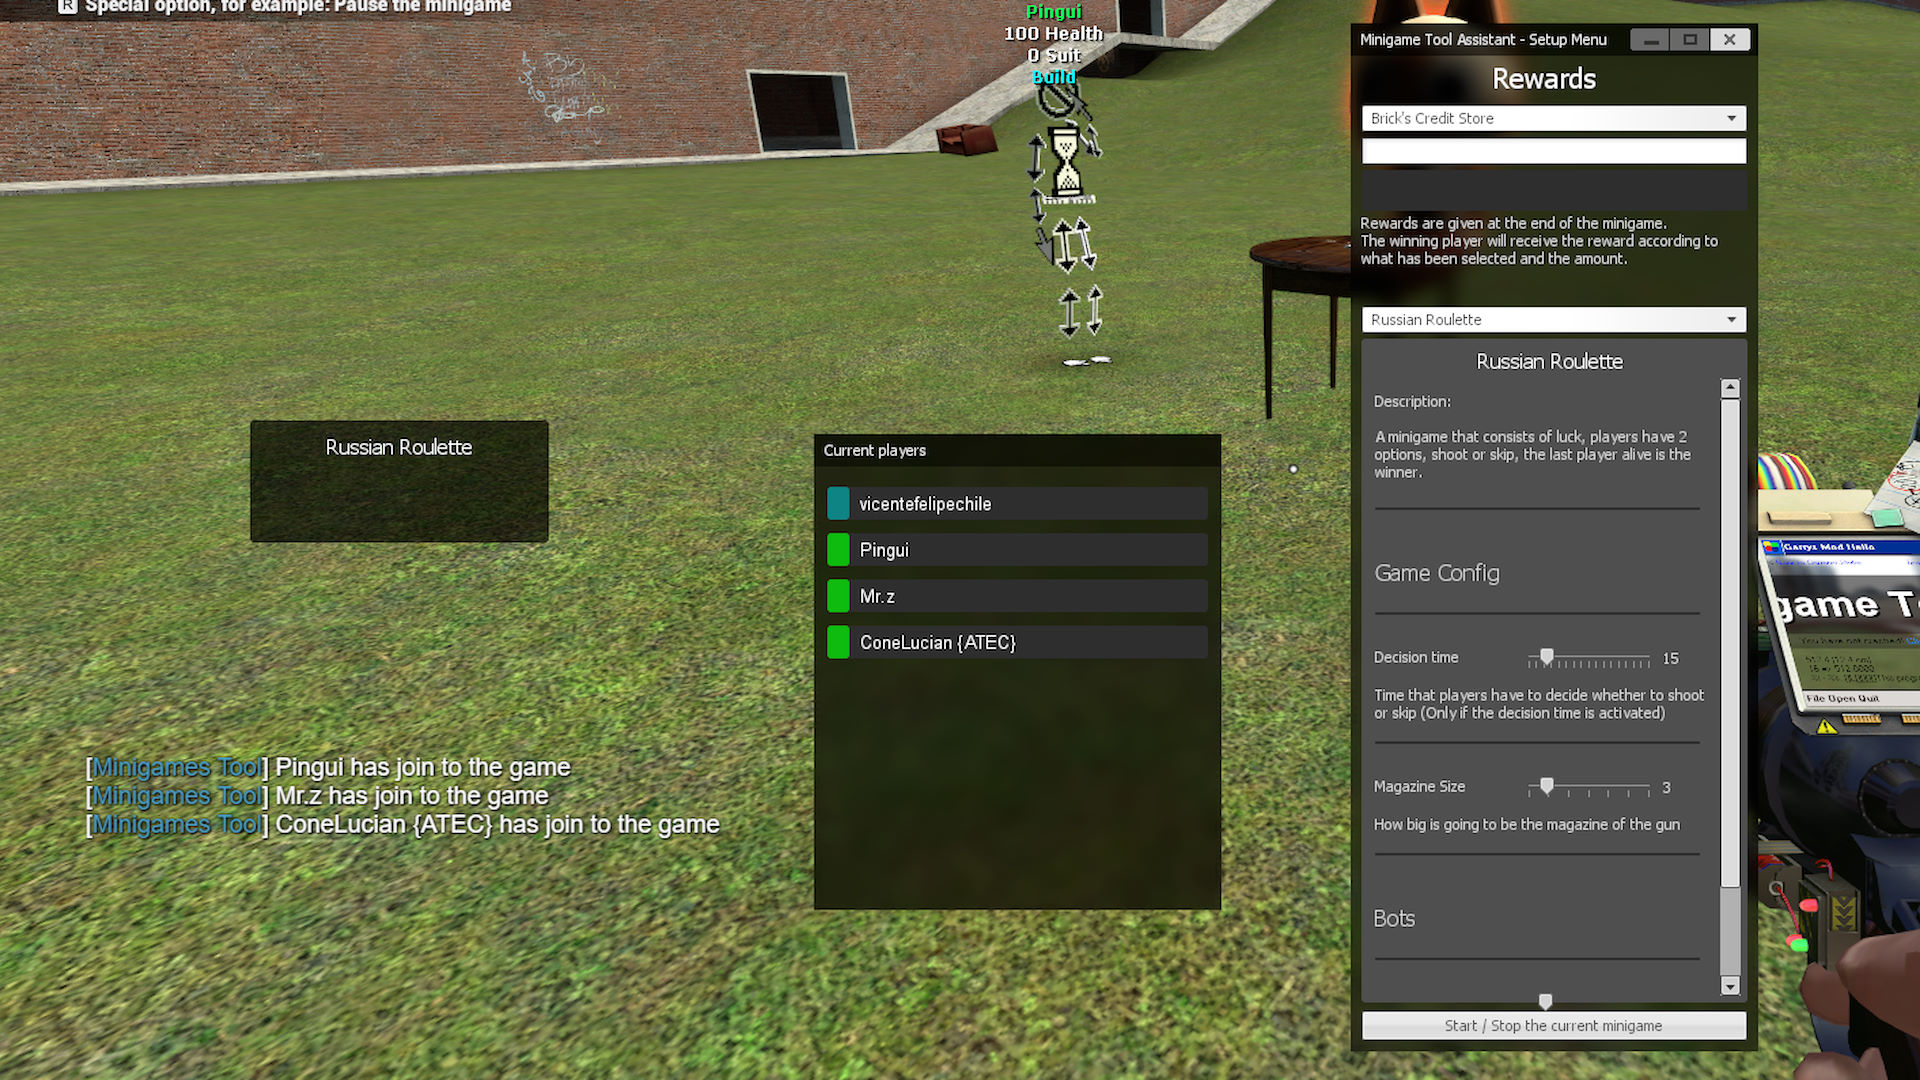 R Special option, for example: Pause the minigame
Pingui
100 Health
0 Suit
Build
Minigame Tool Assistant - Setup Menu
Rewards
Brick's Credit Store
Rewards are given at the end of the minigame.
The winning player will receive the reward according to
what has been selected and the amount.
Russian Roulette
Russian Roulette
Description:
A minigame that consists of luck, players have 2
options, shoot or skip, the last player alive is the
winner.
Game Config
Decision time 15
Time that players have to decide whether to shoot
or skip (Only if the decision time is activated)
Magazine Size 3
How big is going to be the magazine of the gun
Bots
Start / Stop the current minigame
Russian Roulette
Current players
vicentefelipechile
Pingui
Mr.z
ConeLucian {ATEC}
[Minigames Tool] Pingui has join to the game
[Minigames Tool] Mr.z has join to the game
[Minigames Tool] ConeLucian {ATEC} has join to the game
game T
File Open Quit